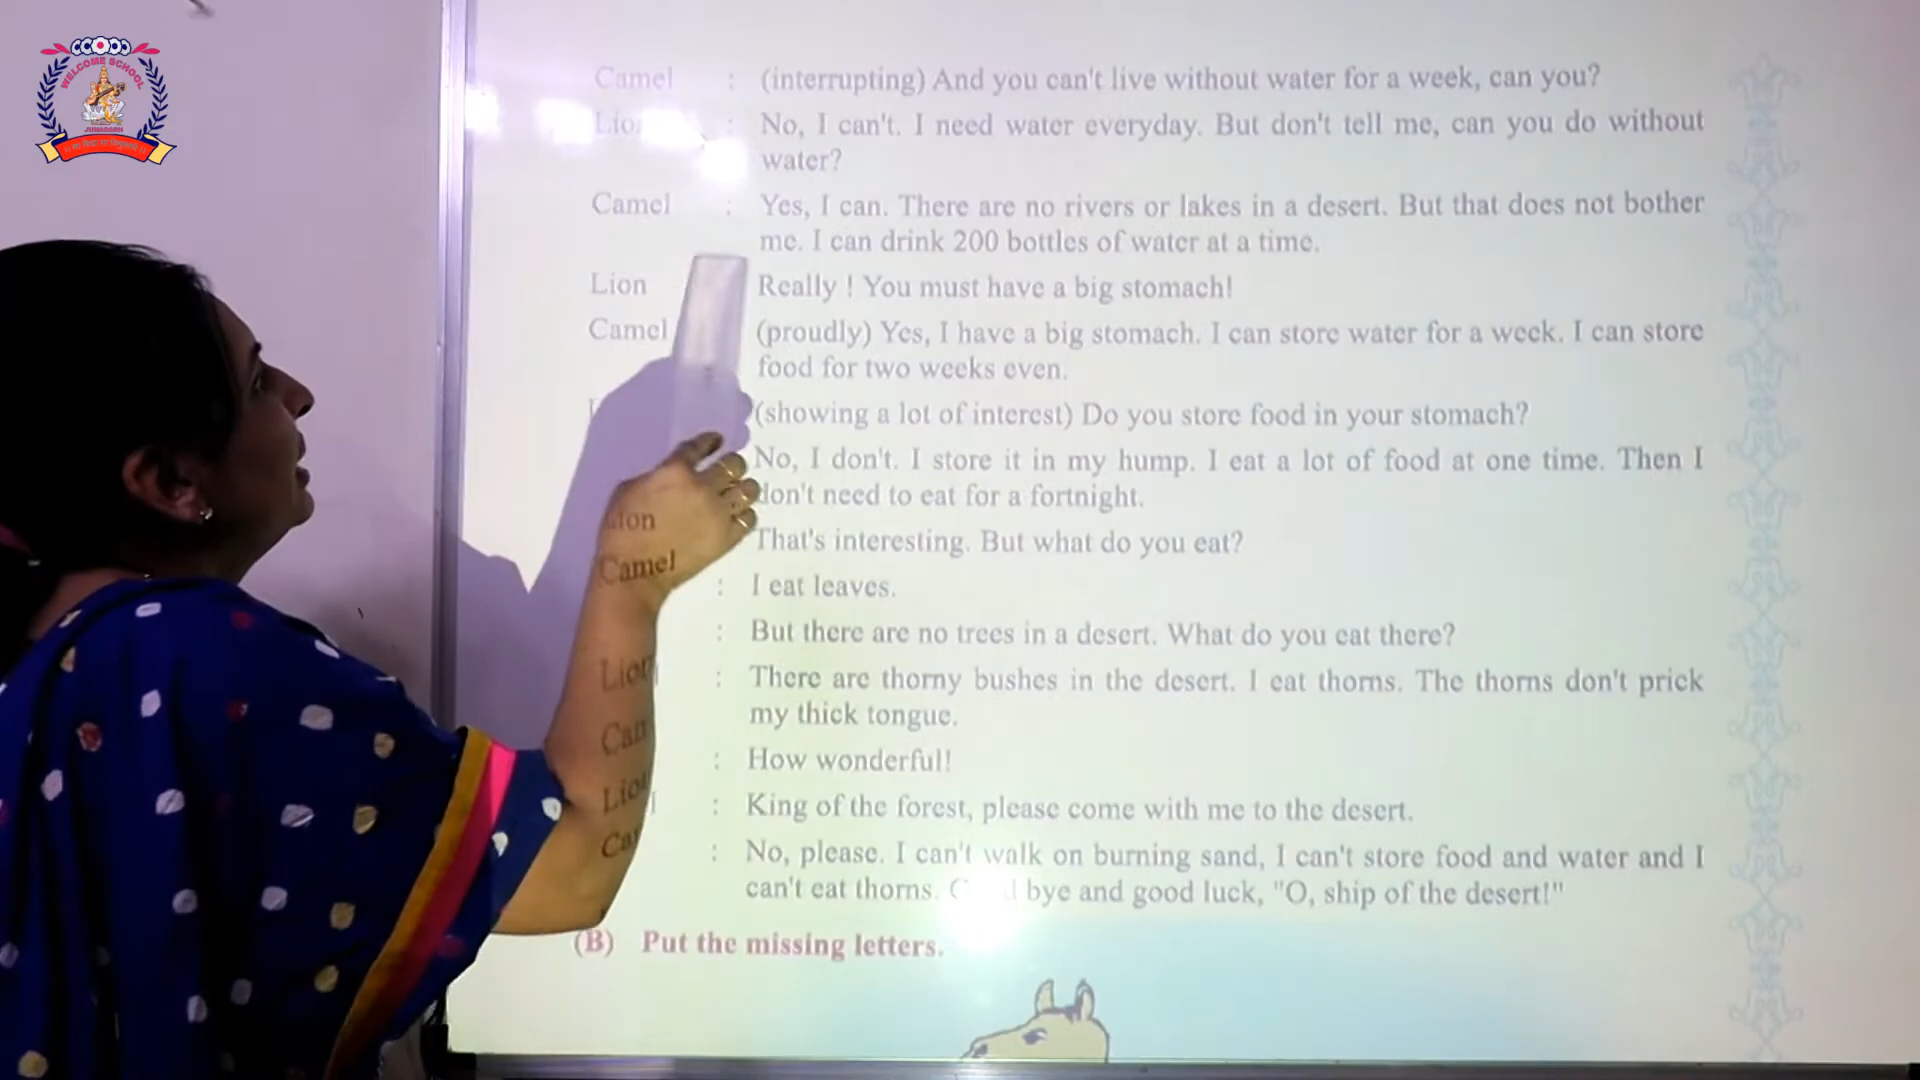 WELCOME SCHOOL
JUNAGADH
Camel : (interrupting) And you can't live without water for a week, can you?
Lion : No, I can't. I need water everyday. But don't tell me, can you do without
water?
Camel : Yes, I can. There are no rivers or lakes in a desert. But that does not bother
me. I can drink 200 bottles of water at a time.
Lion Really ! You must have a big stomach!
Camel (proudly) Yes, I have a big stomach. I can store water for a week. I can store
food for two weeks even.
(showing a lot of interest) Do you store food in your stomach?
No, I don't. I store it in my hump. I eat a lot of food at one time. Then I
don't need to eat for a fortnight.
Lion That's interesting. But what do you eat?
Camel : I eat leaves.
: But there are no trees in a desert. What do you eat there?
Lion : There are thorny bushes in the desert. I eat thorns. The thorns don't prick
my thick tongue.
: How wonderful!
: King of the forest, please come with me to the desert.
: No, please. I can't walk on burning sand, I can't store food and water and I
can't eat thorns. bye and good luck, "O, ship of the desert!"
(B) Put the missing letters.